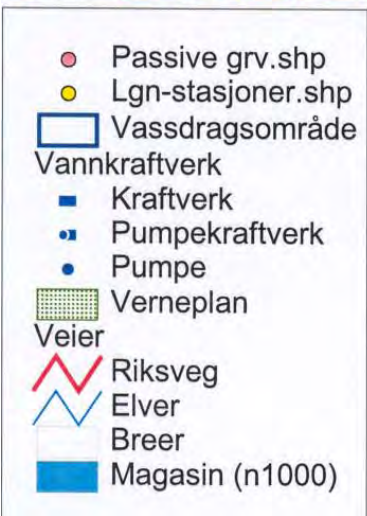 Passive grv.shp
Lgn-stasjoner.shp
Vassdragsområde
Vannkraftverk
Kraftverk
Pumpekraftverk
Pumpe
Verneplan
Veier
Riksveg
Elver
Breer
Magasin (n1000)